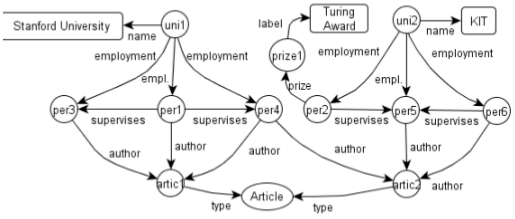 label
Turing
Award
Stanford University
name
uni1
uni2
name
KIT
employment
employment
prize1
employment
employment
empl.
prize
empl.
per3
per1
per4
per2
per5
per6
supervises
supervises
supervises
supervises
author
author
author
author
author
author
artic1
Article
artic2
type
type